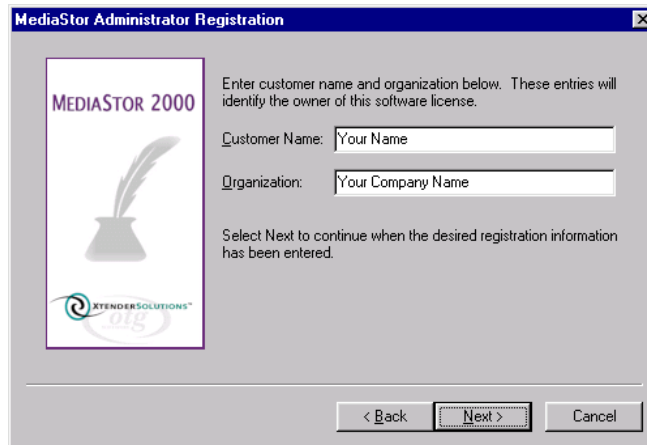 MediaStor Administrator Registration
MEDIASTOR 2000
Enter customer name and organization below. These entries will
identify the owner of this software license.
Customer Name: Your Name
Organization: Your Company Name
Select Next to continue when the desired registration information
has been entered.
XTENDERSOLUTIONS™
otg
< Back Next > Cancel